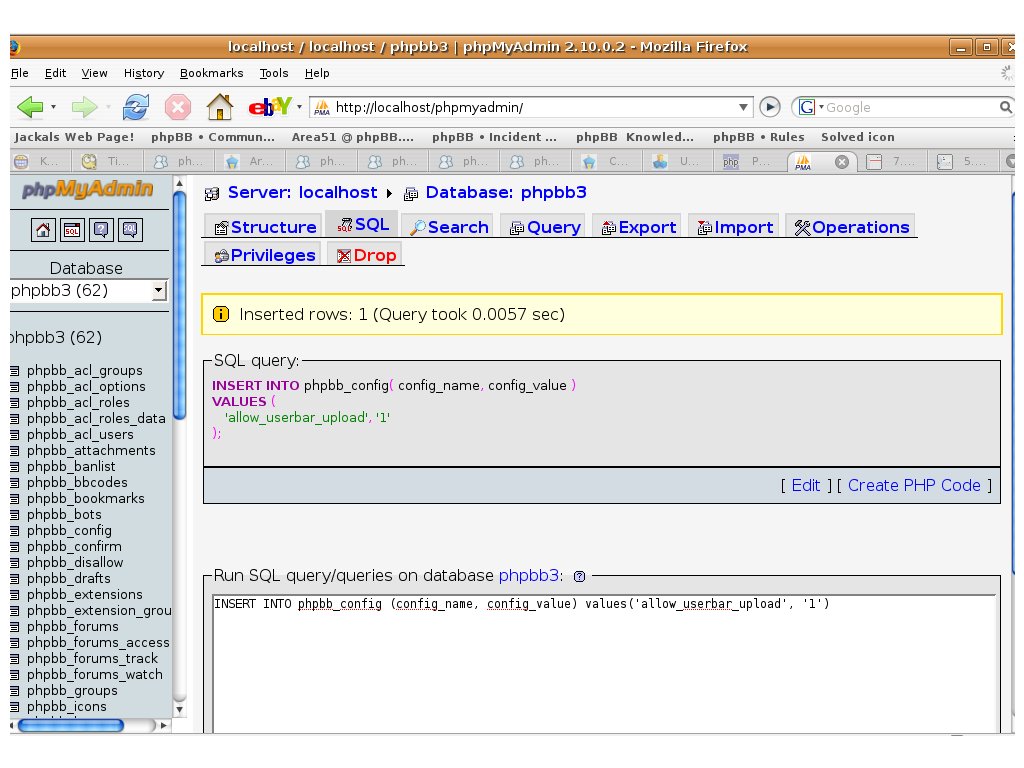 localhost / localhost / phpbb3 | phpMyAdmin 2.10.0.2 - Mozilla Firefox
File Edit View History Bookmarks Tools Help
ebY http://localhost/phpmyadmin/ G Google
Jackals Web Page! phpBB • Commun... Area51 @ phpBB.... phpBB • Incident ... phpBB Knowled... phpBB • Rules Solved icon
K... Ti... ph... Ar... ph... ph... ph... ph... C... U... php P... PMA 7.... 5....
phpMyAdmin
Server: localhost Database: phpbb3
Structure SQL Search Query Export Import Operations
Privileges Drop
SQL
Database
phpbb3 (62)
phpbb3 (62)
phpbb_acl_groups
phpbb_acl_options
phpbb_acl_roles
phpbb_acl_roles_data
phpbb_acl_users
phpbb_attachments
phpbb_banlist
phpbb_bbcodes
phpbb_bookmarks
phpbb_bots
phpbb_config
phpbb_confirm
phpbb_disallow
phpbb_drafts
phpbb_extensions
phpbb_extension_grou
phpbb_forums
phpbb_forums_access
phpbb_forums_track
phpbb_forums_watch
phpbb_groups
phpbb_icons
Inserted rows: 1 (Query took 0.0057 sec)
SQL query:
INSERT INTO phpbb_config( config_name, config_value )
VALUES (
'allow_userbar_upload', '1'
);
[ Edit ] [ Create PHP Code ]
Run SQL query/queries on database phpbb3:
INSERT INTO phpbb_config (config_name, config_value) values('allow_userbar_upload', '1')